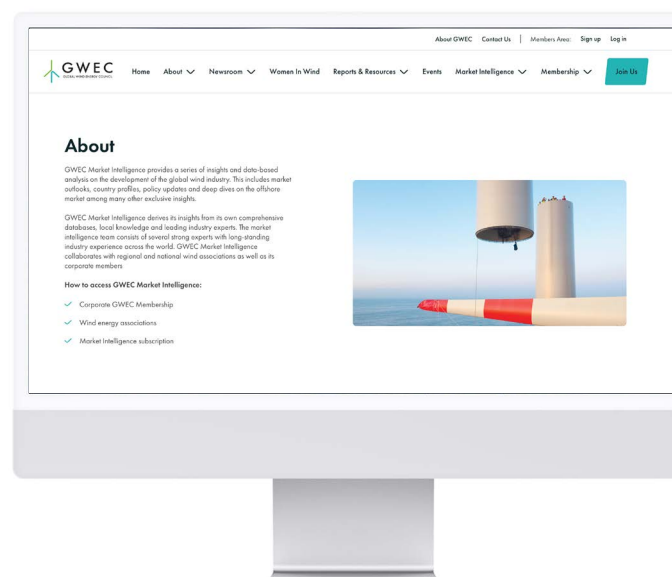 About GWEC Contact Us Members Area: Sign up Log in
GWEC
GLOBAL WIND ENERGY COUNCIL
Home About Newsroom Women In Wind Reports & Resources Events Market Intelligence Membership Join Us
About
GWEC Market Intelligence provides a series of insights and data-based
analysis on the development of the global wind industry. This includes market
outlooks, country profiles, policy updates and deep dives on the offshore
market among many other exclusive insights.
GWEC Market Intelligence derives its insights from its own comprehensive
databases, local knowledge and leading industry experts. The market
intelligence team consists of several strong experts with long-standing
industry experience across the world. GWEC Market Intelligence
collaborates with regional and national wind associations as well as its
corporate members
How to access GWEC Market Intelligence:
Corporate GWEC Membership
Wind energy associations
Market Intelligence subscription